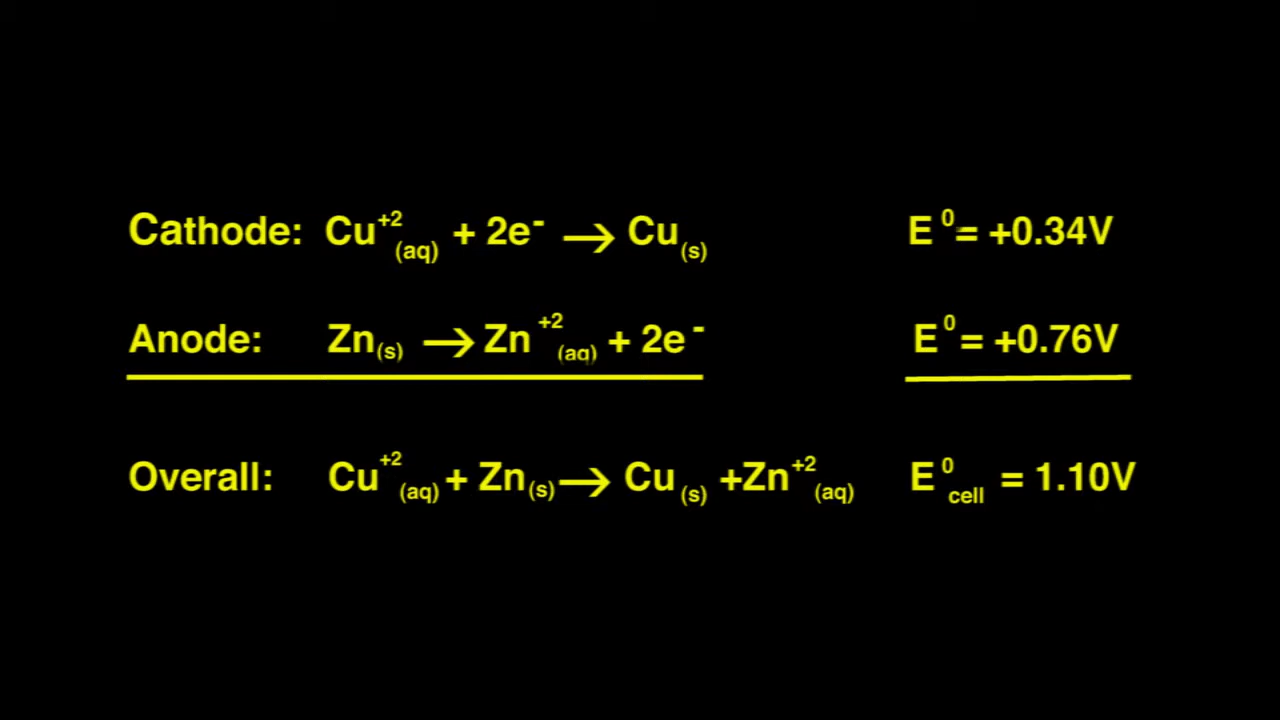 Cathode: Cu⁺²(aq) + 2e⁻ → Cu(s) E⁰= +0.34V
Anode: Zn(s) → Zn⁺²(aq) + 2e⁻ E⁰= +0.76V
Overall: Cu⁺²(aq) + Zn(s) → Cu(s) +Zn⁺²(aq) E⁰cell = 1.10V